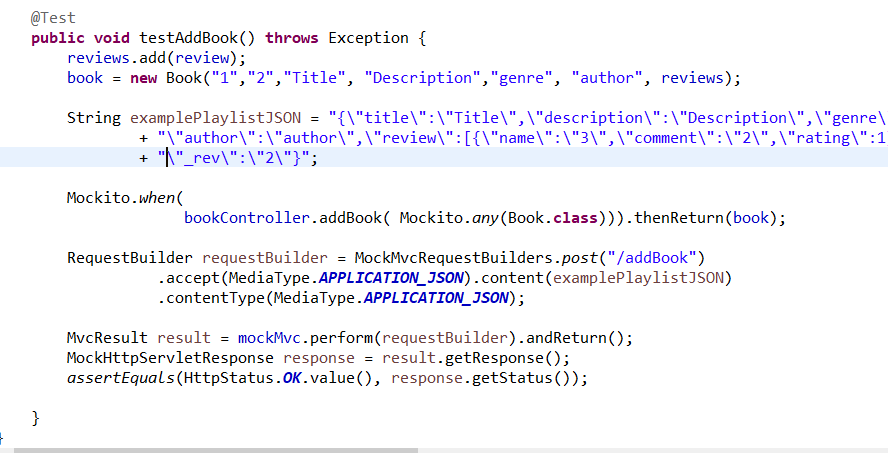 @Test
public void testAddBook() throws Exception {
reviews.add(review);
book = new Book("1","2","Title", "Description","genre", "author", reviews);
String examplePlaylistJSON = "{\"title\":\"Title\",\"description\":\"Description\",\"genre\
+ "\"author\":\"author\",\"review\":[{\"name\":\"3\",\"comment\":\"2\",\"rating\":1
+ "\"_rev\":\"2\"}";
Mockito.when(
bookController.addBook( Mockito.any(Book.class))).thenReturn(book);
RequestBuilder requestBuilder = MockMvcRequestBuilders.post("/addBook")
.accept(MediaType.APPLICATION_JSON).content(examplePlaylistJSON)
.contentType(MediaType.APPLICATION_JSON);
MvcResult result = mockMvc.perform(requestBuilder).andReturn();
MockHttpServletResponse response = result.getResponse();
assertEquals(HttpStatus.OK.value(), response.getStatus());
}
}